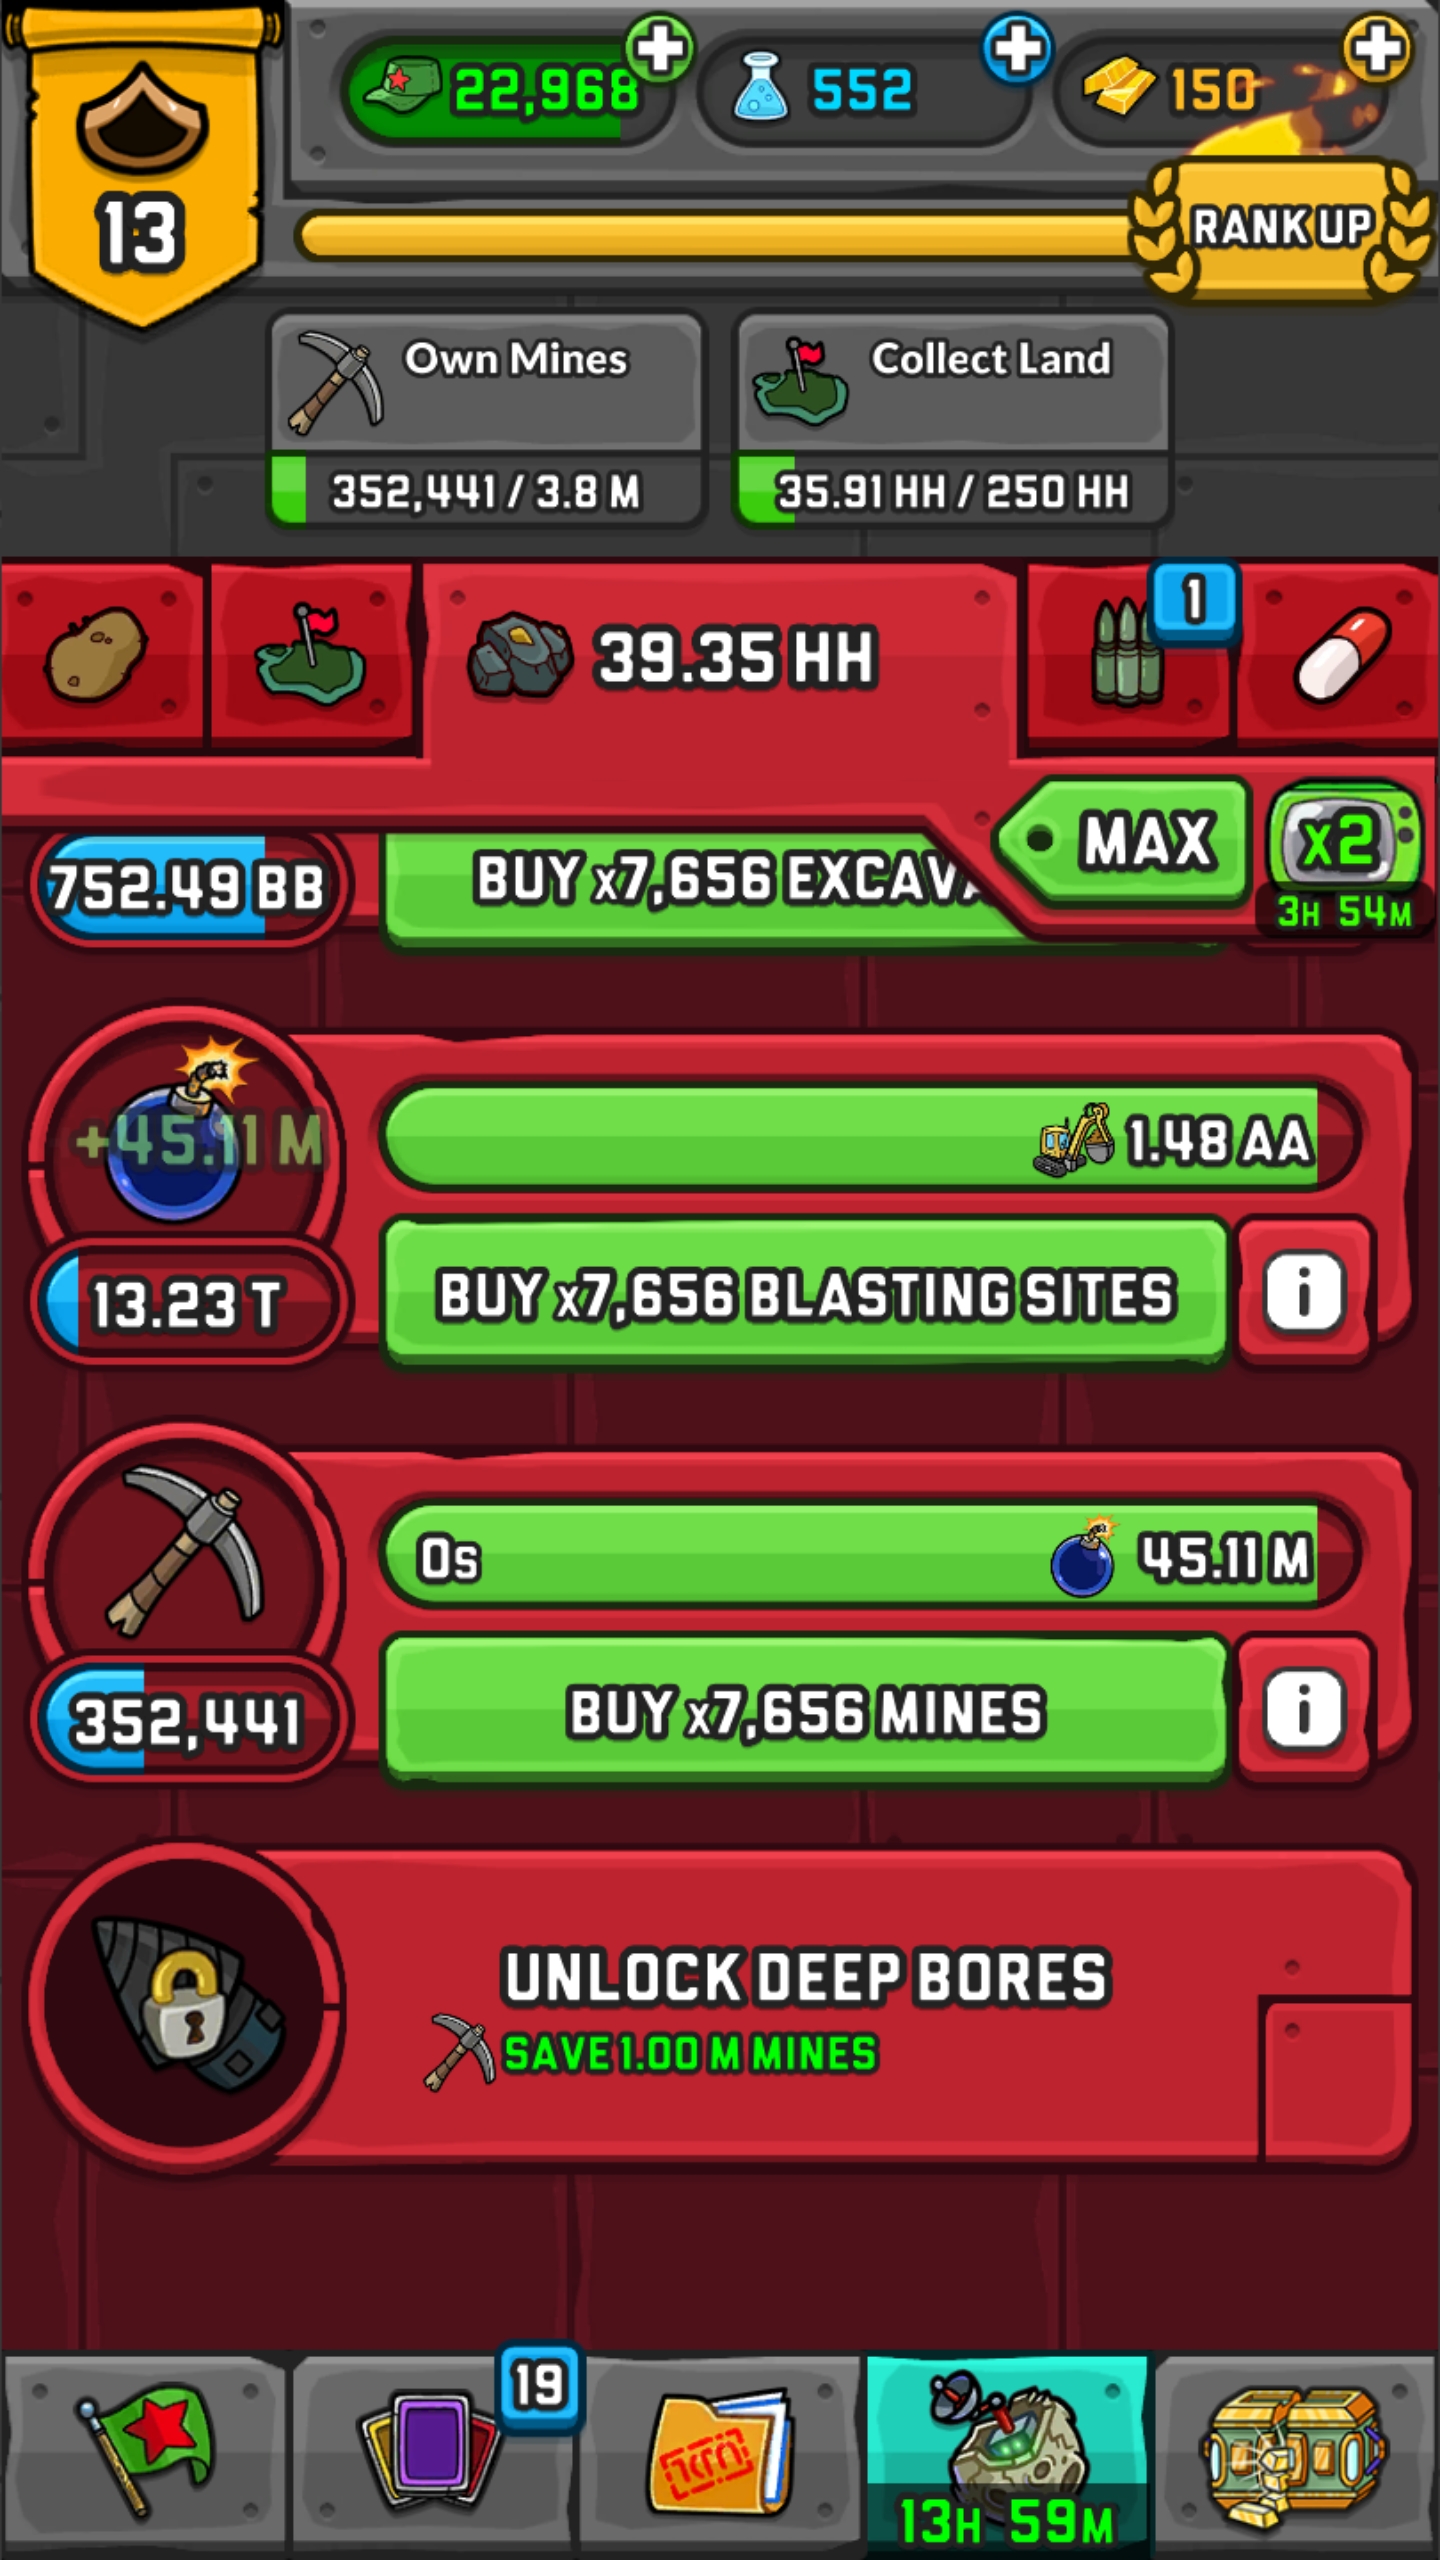 22,968
552
150
13
RANK UP
Own Mines
Collect Land
352,441 / 3.8 M
35.91 HH / 250 HH
39.35 HH
1
MAX
x2
3H 54M
752.49 BB
BUY x7,656 EXCAVA
+45.11 M
1.48 AA
13.23 T
BUY x7,656 BLASTING SITES
i
0s
45.11 M
352,441
BUY x7,656 MINES
i
UNLOCK DEEP BORES
SAVE 1.00 M MINES
19
13H 59M